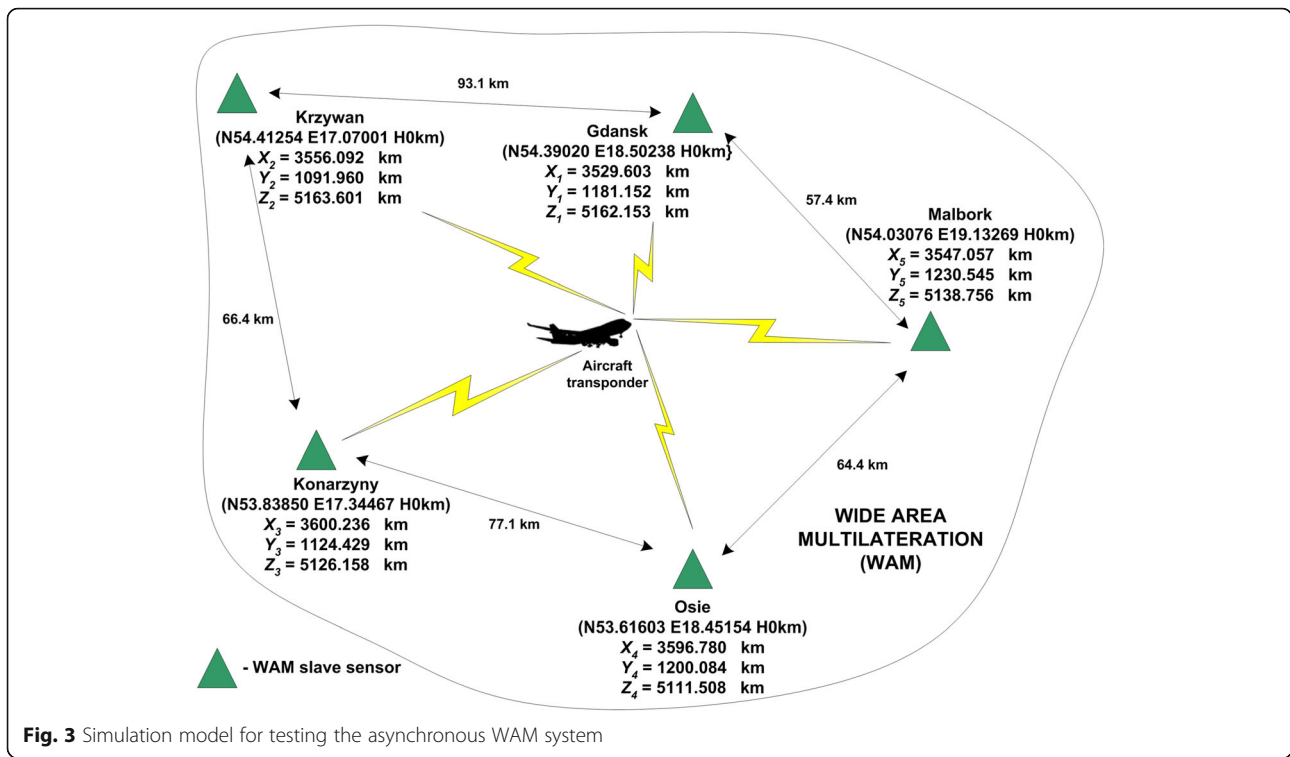 93.1 km
Krzywan
(N54.41254 E17.07001 H0km)
X2 = 3556.092 km
Y2 = 1091.960 km
Z2 = 5163.601 km
Gdansk
(N54.39020 E18.50238 H0km}
X1 = 3529.603 km
Y1 = 1181.152 km
Z1 = 5162.153 km
57.4 km
Malbork
(N54.03076 E19.13269 H0km)
X5 = 3547.057 km
Y5 = 1230.545 km
Z5 = 5138.756 km
66.4 km
Aircraft
transponder
Konarzyny
(N53.83850 E17.34467 H0km)
X3 = 3600.236 km
Y3 = 1124.429 km
Z3 = 5126.158 km
77.1 km
64.4 km
WIDE AREA
MULTILATERATION
(WAM)
Osie
(N53.61603 E18.45154 H0km)
X4 = 3596.780 km
Y4 = 1200.084 km
Z4 = 5111.508 km
- WAM slave sensor
Fig. 3 Simulation model for testing the asynchronous WAM system